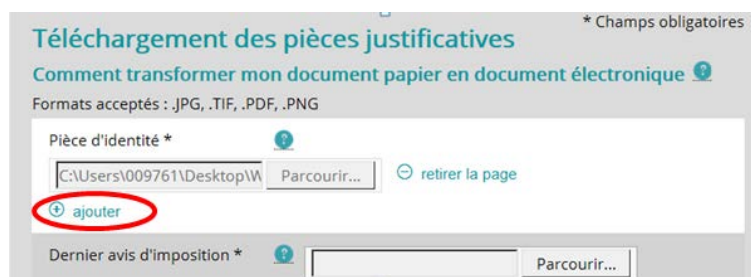 * Champs obligatoires
Téléchargement des pièces justificatives
Comment transformer mon document papier en document électronique ?
Formats acceptés : .JPG, .TIF, .PDF, .PNG
Pièce d'identité * ?
C:\Users\009761\Desktop\W Parcourir... retirer la page
ajouter
Dernier avis d'imposition * ? Parcourir...